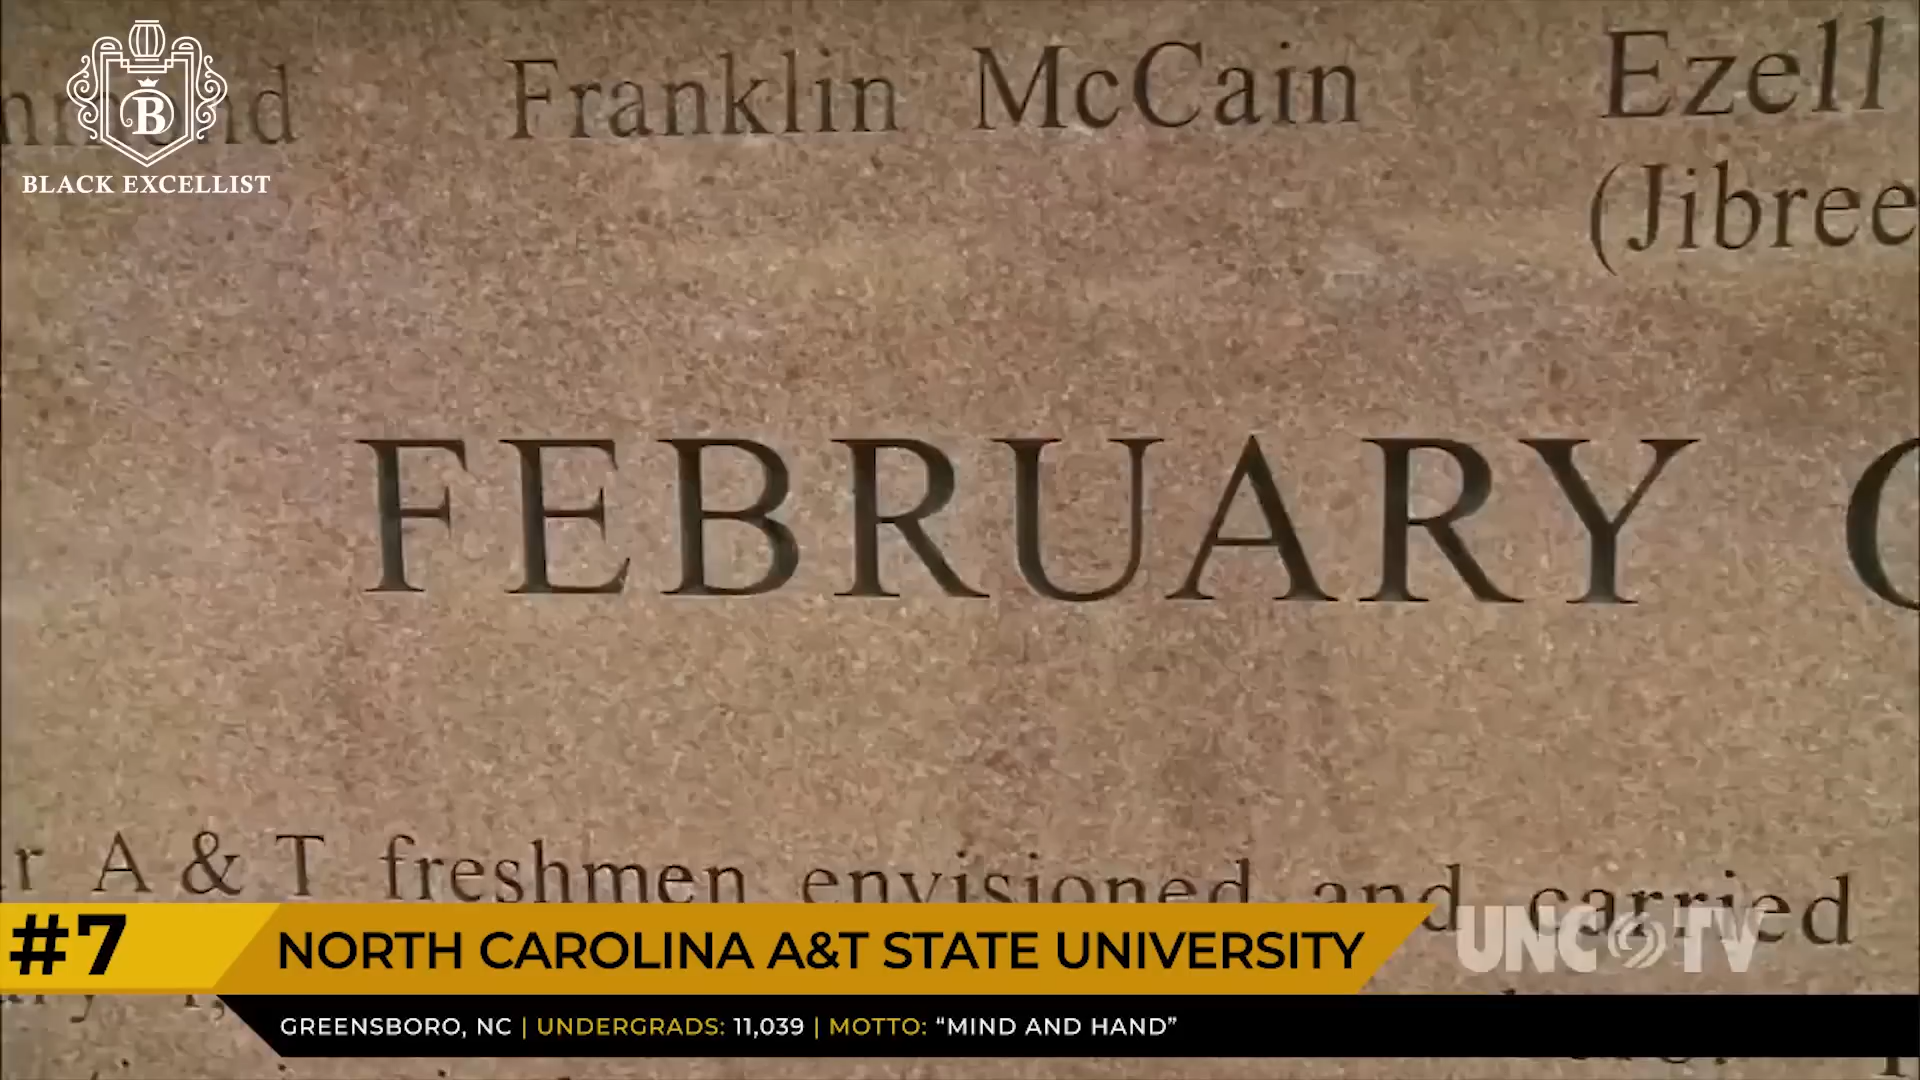 B
BLACK EXCELLIST
Franklin McCain Ezell
(Jibree
FEBRUARY
A & T freshmen envisioned and carried
UNC TV
#7 NORTH CAROLINA A&T STATE UNIVERSITY
GREENSBORO, NC | UNDERGRADS: 11,039 | MOTTO: “MIND AND HAND”